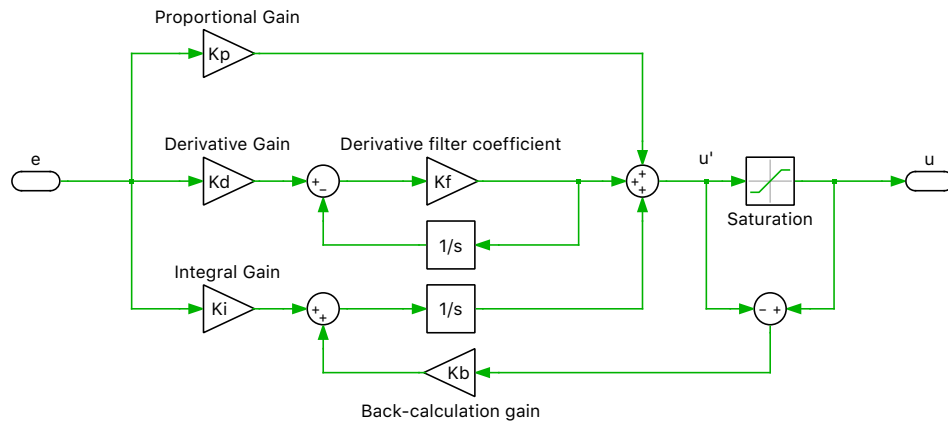 Proportional Gain
Kp
e
Derivative Gain
Derivative filter coefficient
Kd
+ −
Kf
+ + +
u'
u
Saturation
1/s
Integral Gain
Ki
+ +
1/s
− +
Kb
Back-calculation gain